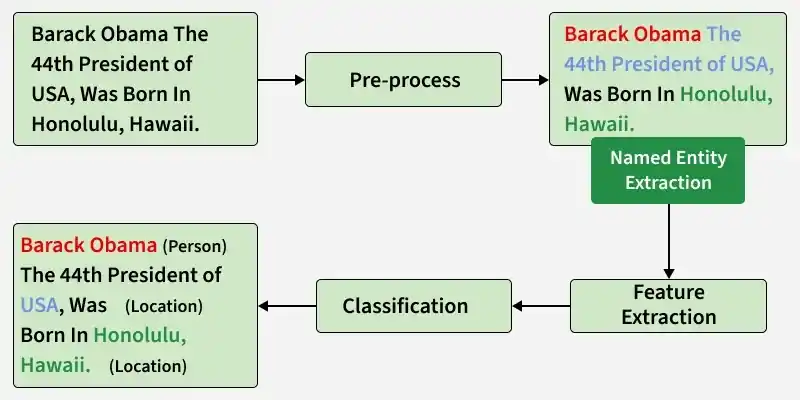 Barack Obama The
44th President of
USA, Was Born In
Honolulu, Hawaii.
Pre-process
Barack Obama The
44th President of USA,
Was Born In Honolulu,
Hawaii.
Named Entity
Extraction
Feature
Extraction
Classification
Barack Obama (Person)
The 44th President of
USA, Was (Location)
Born In Honolulu,
Hawaii. (Location)